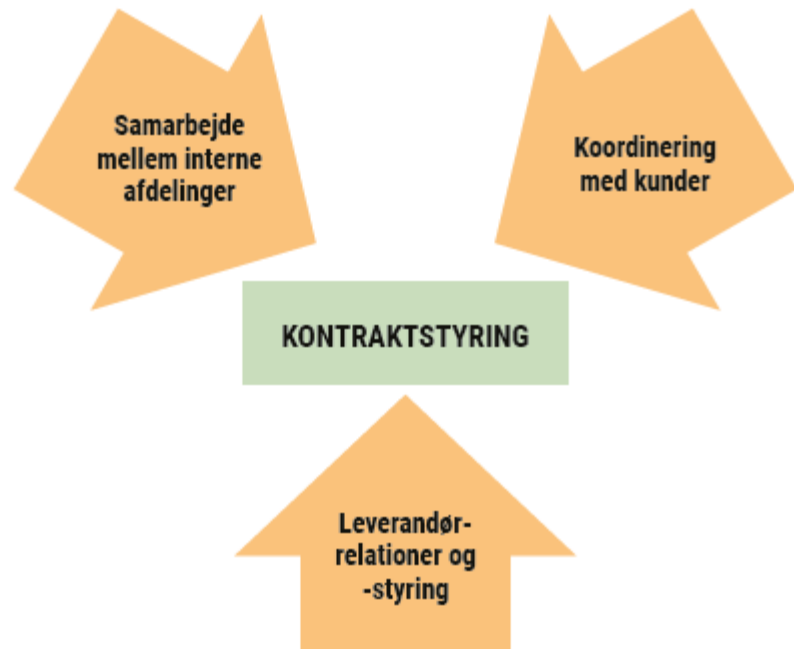 Samarbejde
mellem interne
afdelinger
Koordinering
med kunder
KONTRAKTSTYRING
Leverandør-
relationer og
-styring